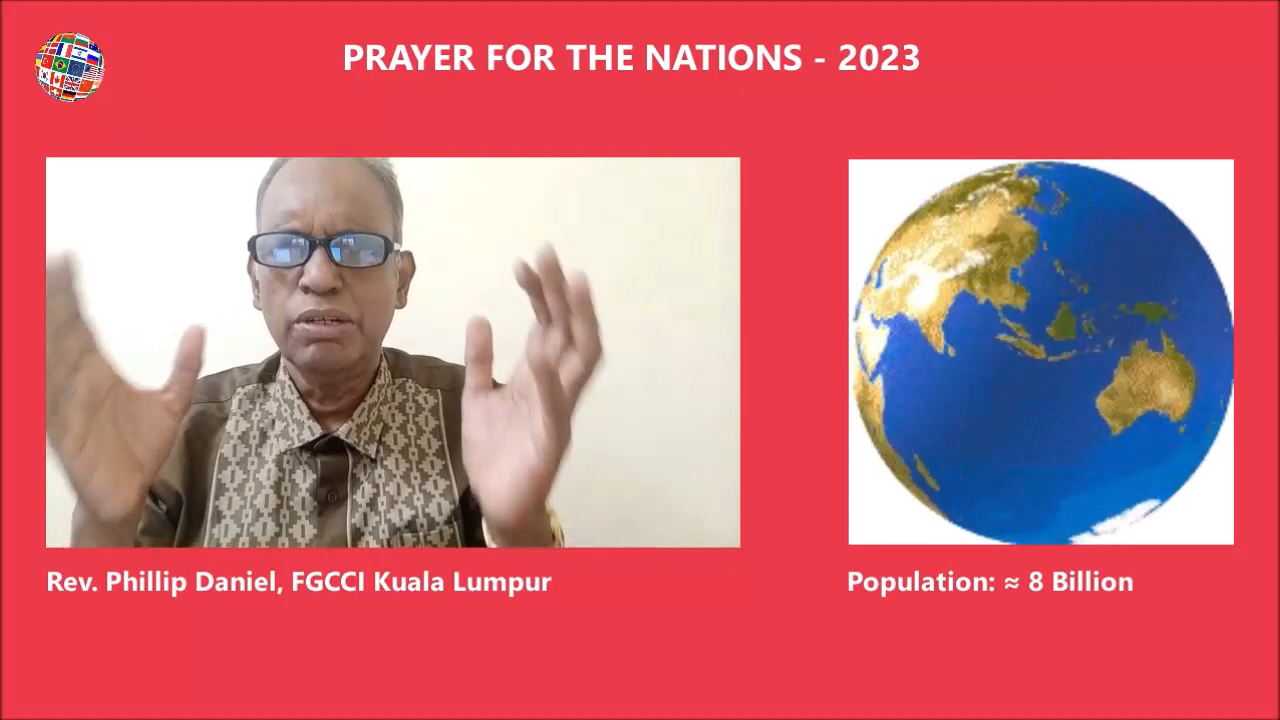 PRAYER FOR THE NATIONS - 2023
Rev. Phillip Daniel, FGCCI Kuala Lumpur
Population: ≈ 8 Billion